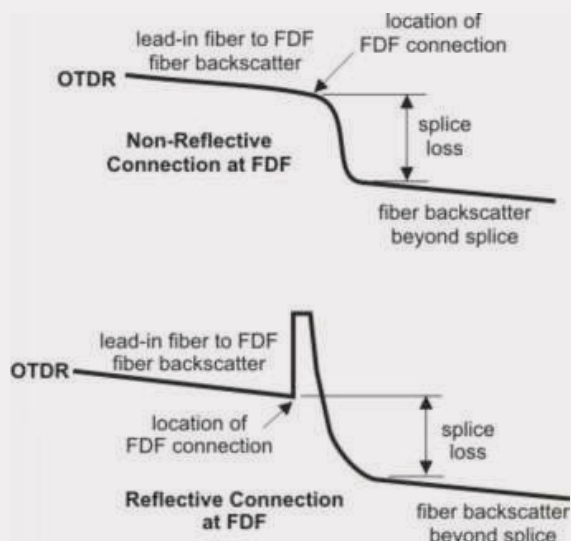 location of
FDF connection
lead-in fiber to FDF
fiber backscatter
OTDR
Non-Reflective
Connection at FDF
splice
loss
fiber backscatter
beyond splice
lead-in fiber to FDF
fiber backscatter
OTDR
location of
FDF connection
splice
loss
Reflective Connection
at FDF
fiber backscatter
beyond splice